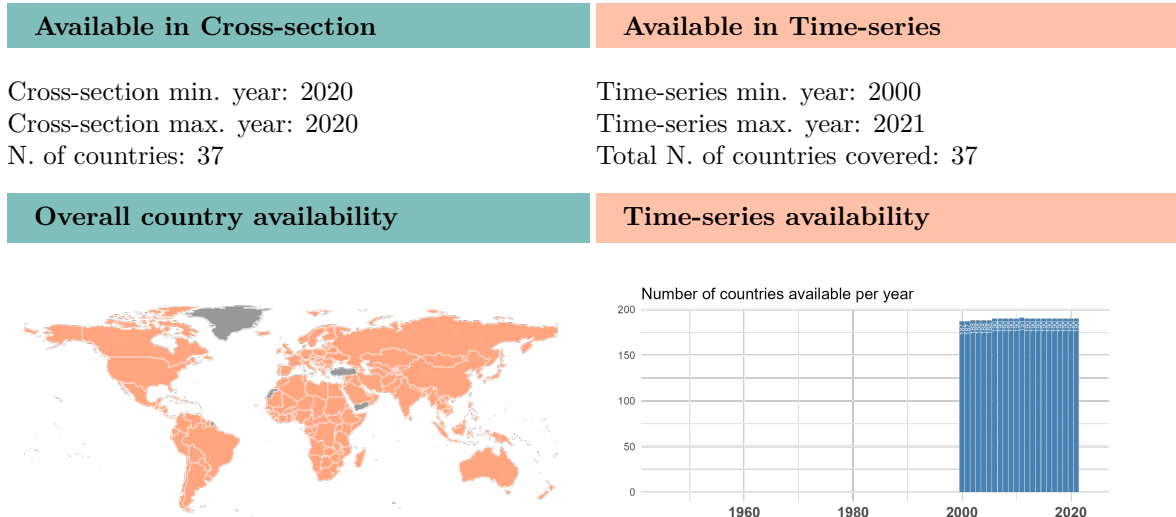 Available in Cross-section
Available in Time-series
Cross-section min. year: 2020
Cross-section max. year: 2020
N. of countries: 37
Time-series min. year: 2000
Time-series max. year: 2021
Total N. of countries covered: 37
Overall country availability
Time-series availability
Number of countries available per year
200
150
100
50
0
1960
1980
2000
2020